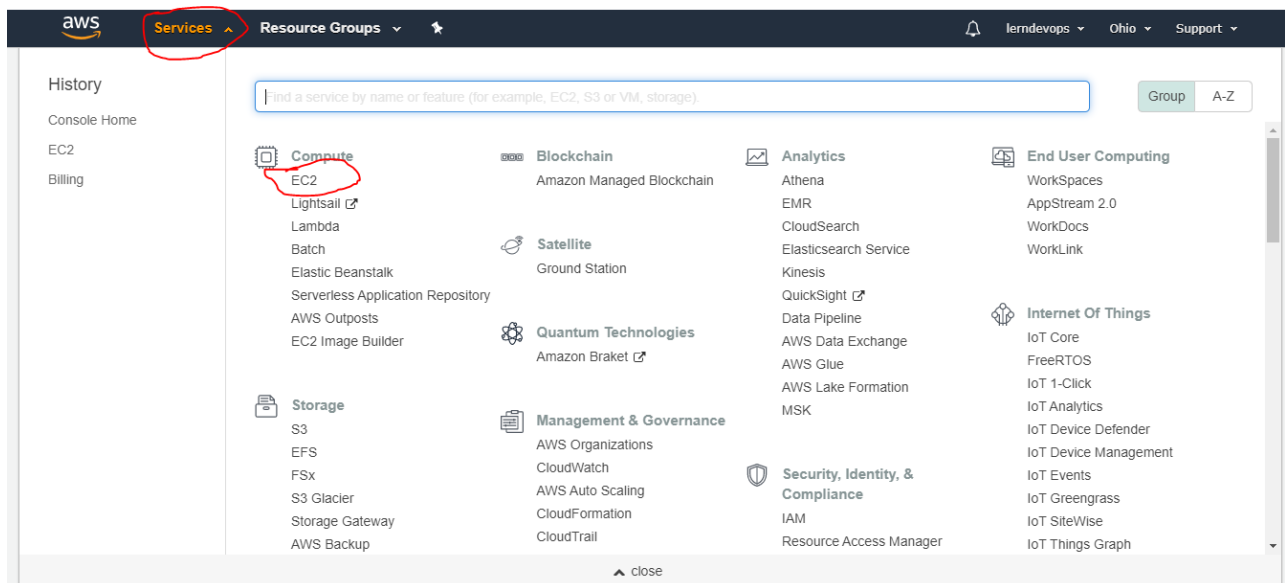 aws
Services
Resource Groups
lerndevops
Ohio
Support
History
Console Home
EC2
Billing
Find a service by name or feature (for example, EC2, S3 or VM, storage).
Group
A-Z
Compute
EC2
Lightsail
Lambda
Batch
Elastic Beanstalk
Serverless Application Repository
AWS Outposts
EC2 Image Builder
Storage
S3
EFS
FSx
S3 Glacier
Storage Gateway
AWS Backup
Blockchain
Amazon Managed Blockchain
Satellite
Ground Station
Quantum Technologies
Amazon Braket
Management & Governance
AWS Organizations
CloudWatch
AWS Auto Scaling
CloudFormation
CloudTrail
Analytics
Athena
EMR
CloudSearch
Elasticsearch Service
Kinesis
QuickSight
Data Pipeline
AWS Data Exchange
AWS Glue
AWS Lake Formation
MSK
Security, Identity, &
Compliance
IAM
Resource Access Manager
End User Computing
WorkSpaces
AppStream 2.0
WorkDocs
WorkLink
Internet Of Things
IoT Core
FreeRTOS
IoT 1-Click
IoT Analytics
IoT Device Defender
IoT Device Management
IoT Events
IoT Greengrass
IoT SiteWise
IoT Things Graph
close